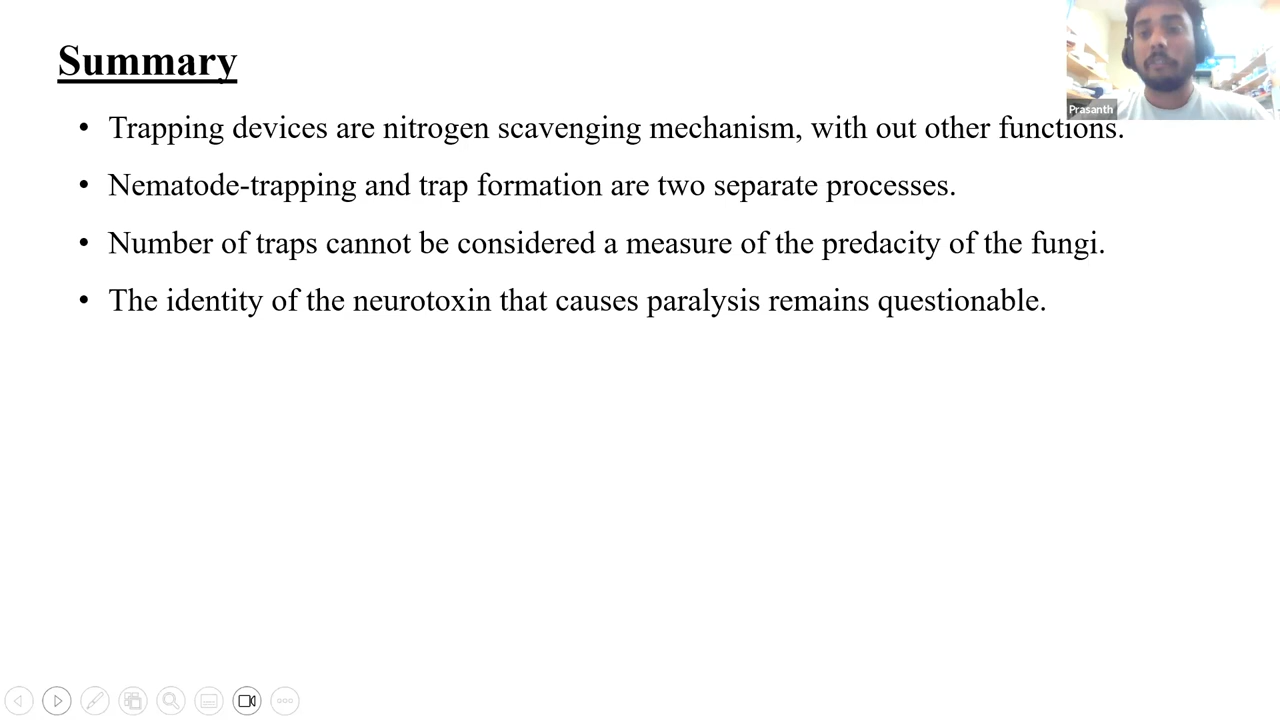 Summary
Prasanth
• Trapping devices are nitrogen scavenging mechanism, with out other functions.
• Nematode-trapping and trap formation are two separate processes.
• Number of traps cannot be considered a measure of the predacity of the fungi.
• The identity of the neurotoxin that causes paralysis remains questionable.